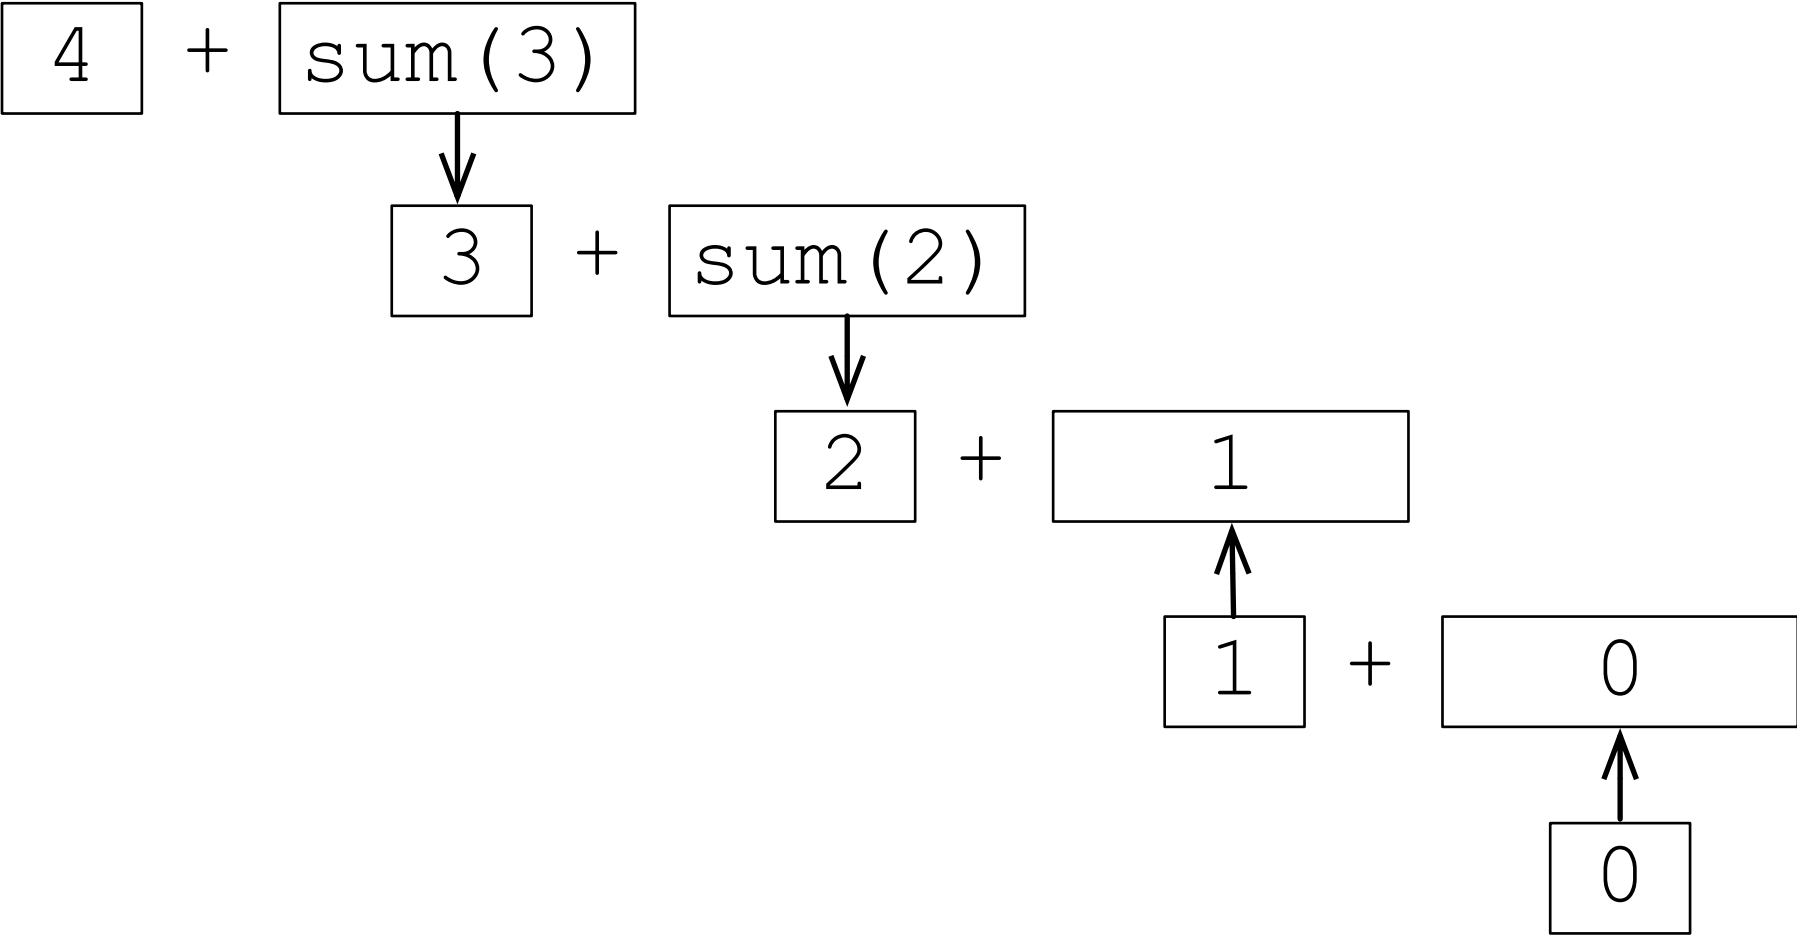 4 + sum(3)
3 + sum(2)
2 + 1
1 + 0
0